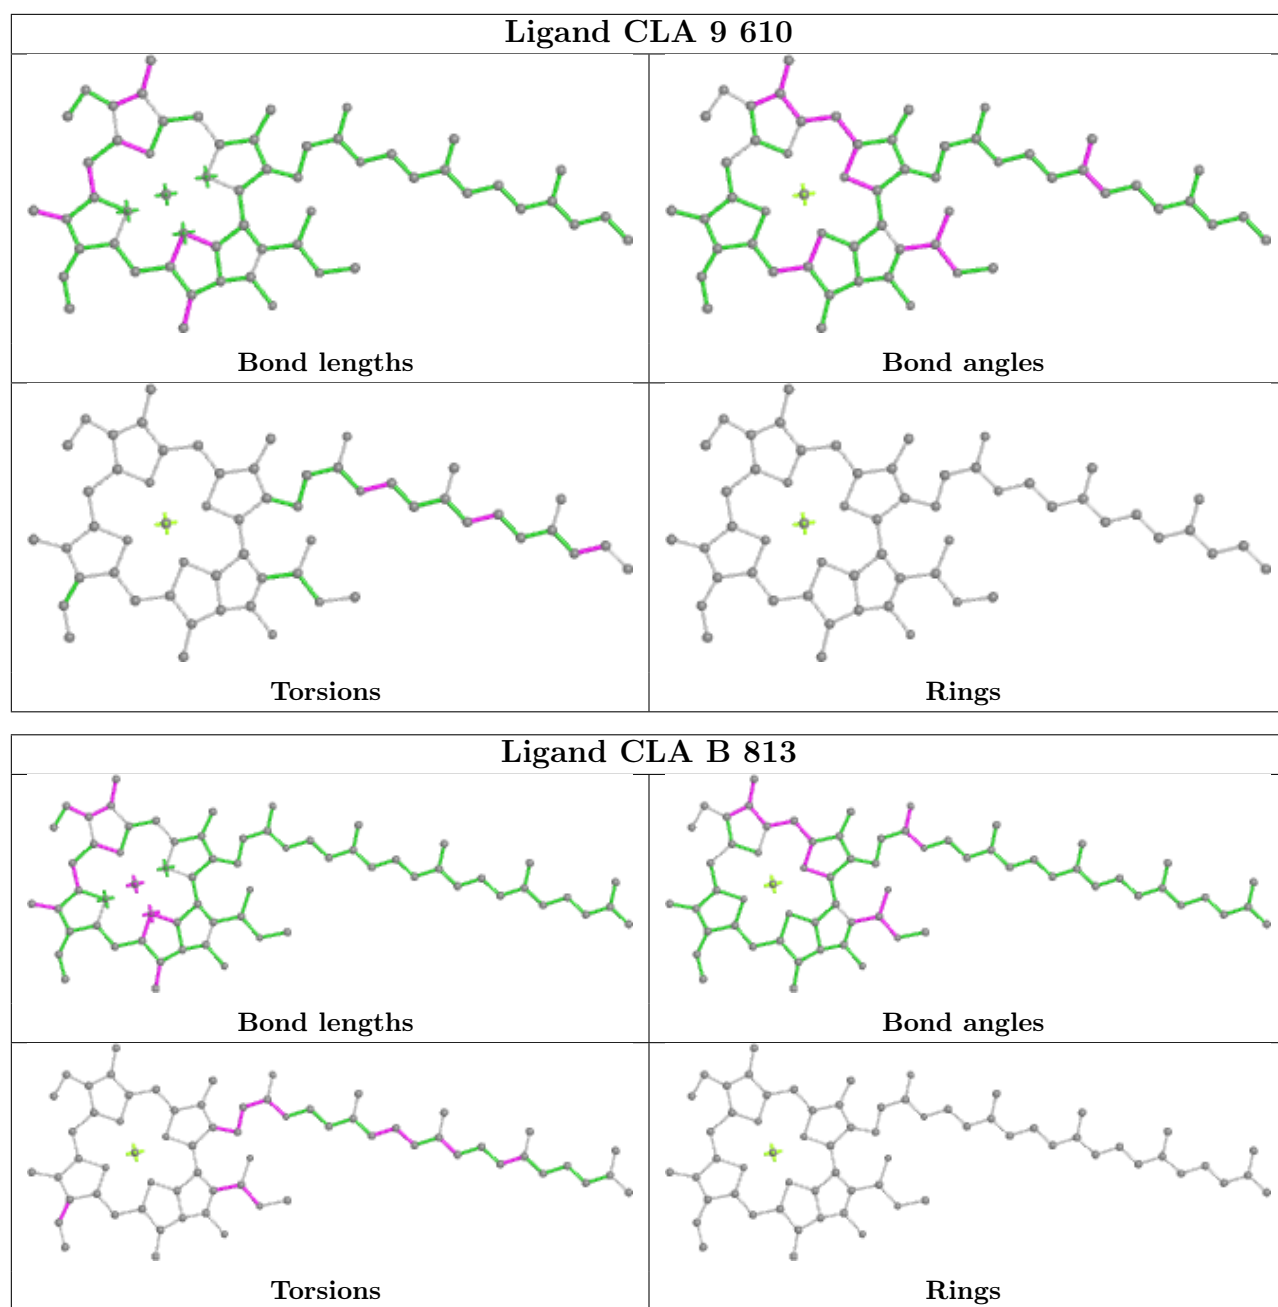 Ligand CLA 9 610
Bond lengths
Bond angles
Torsions
Rings
Ligand CLA B 813
Bond lengths
Bond angles
Torsions
Rings